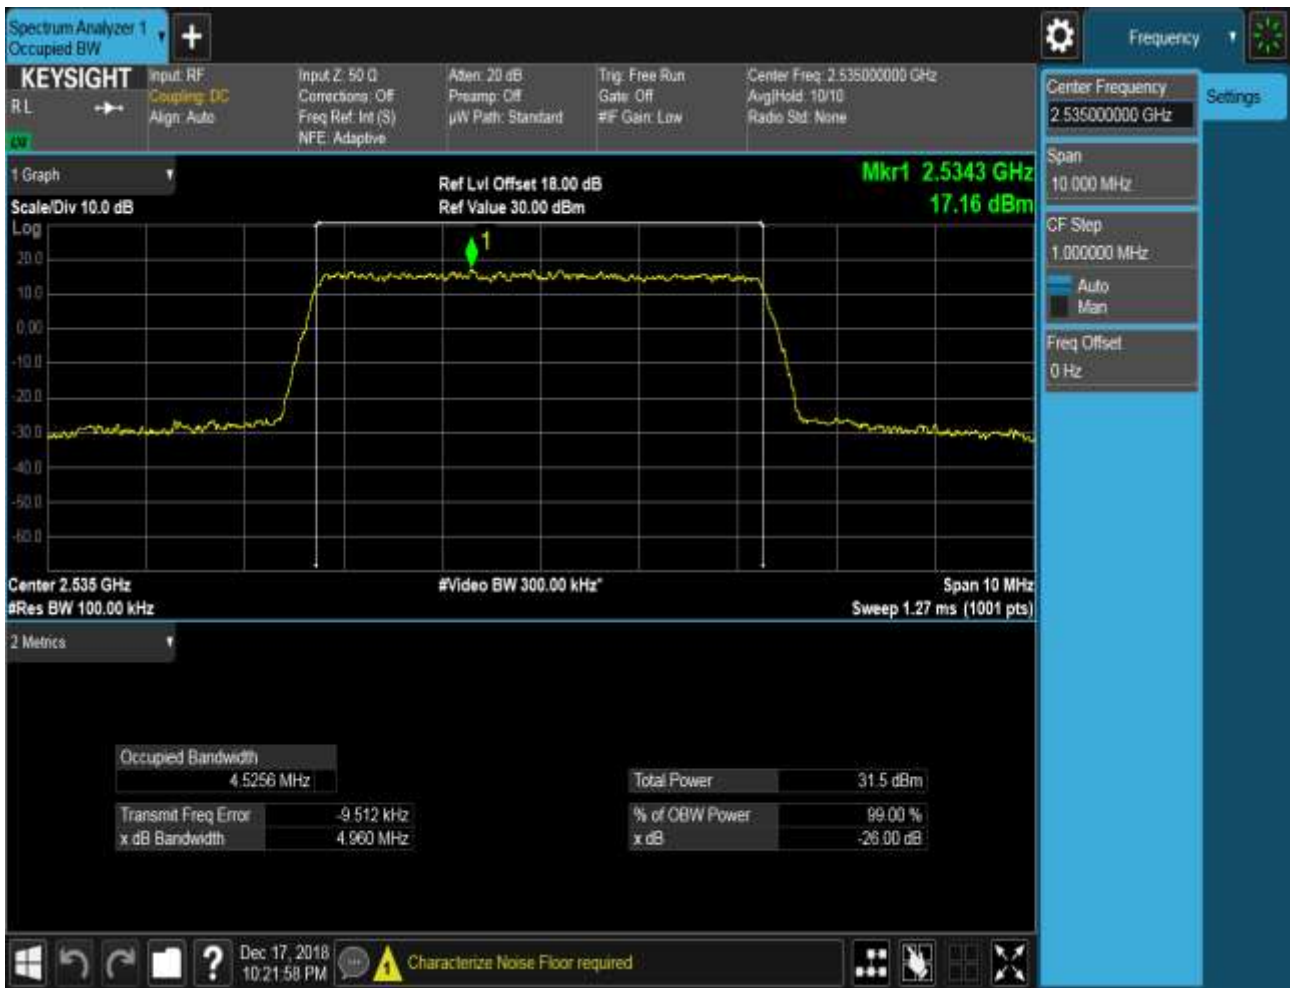 Spectrum Analyzer 1
Occupied BW
Frequency
KEYSIGHT
R L
Input: RF
Coupling: DC
Align: Auto
Input Z: 50 Ω
Corrections: Off
Freq Ref: Int (S)
NFE: Adaptive
Atten: 20 dB
Preamp: Off
µW Path: Standard
Trig: Free Run
Gate: Off
#IF Gain: Low
Center Freq: 2.535000000 GHz
Avg|Hold: 10/10
Radio Std: None
Center Frequency
2.535000000 GHz
Settings
Span
10.000 MHz
CF Step
1.000000 MHz
Auto
Man
Freq Offset
0 Hz
1 Graph
Scale/Div 10.0 dB
Log
Ref Lvl Offset 18.00 dB
Ref Value 30.00 dBm
Mkr1 2.5343 GHz
17.16 dBm
1
20.0
10.0
0.00
-10.0
-20.0
-30.0
-40.0
-50.0
-60.0
Center 2.535 GHz
#Res BW 100.00 kHz
#Video BW 300.00 kHz*
Span 10 MHz
Sweep 1.27 ms (1001 pts)
2 Metrics
Occupied Bandwidth
4.5256 MHz
Transmit Freq Error -9.512 kHz
x dB Bandwidth 4.960 MHz
Total Power 31.5 dBm
% of OBW Power 99.00 %
x dB -26.00 dB
?
Dec 17, 2018
10:21:58 PM
1
Characterize Noise Floor required